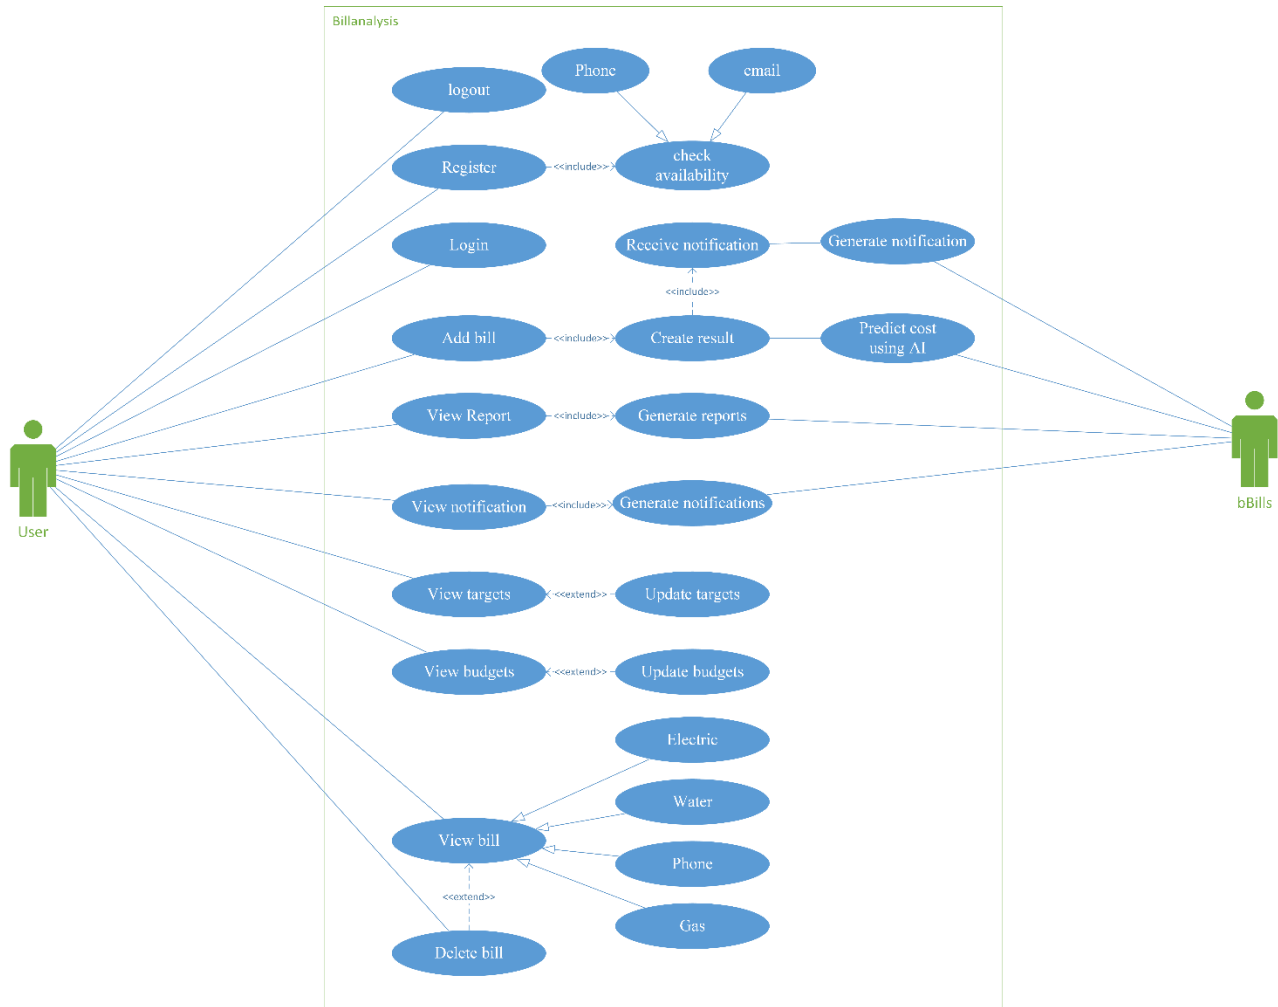 Billanalysis
logout
Phone
email
Register
<<include>>
check
availability
Login
Receive notification
Generate notification
<<include>>
Add bill
<<include>>
Create result
Predict cost
using AI
View Report
<<include>>
Generate reports
View notification
<<include>>
Generate notifications
User
bBills
View targets
<<extend>>
Update targets
View budgets
<<extend>>
Update budgets
Electric
Water
View bill
Phone
<<extend>>
Gas
Delete bill